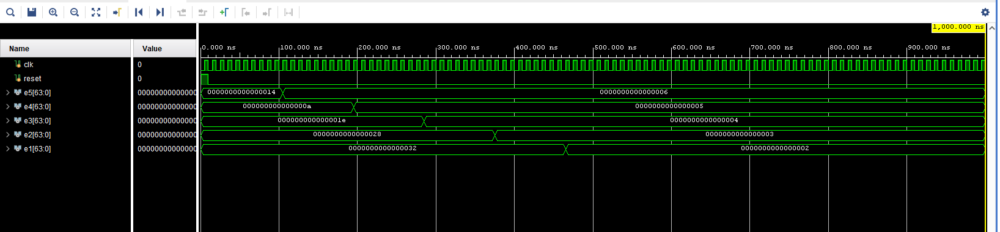 1,000.000 ns
Name Value 0.000 ns 100.000 ns 200.000 ns 300.000 ns 400.000 ns 500.000 ns 600.000 ns 700.000 ns 800.000 ns 900.000 ns
clk 0
reset 0
e5[63:0] 00000000000000 0000000000000014 0000000000000006
e4[63:0] 00000000000000 000000000000000a 0000000000000005
e3[63:0] 00000000000000 000000000000001e 0000000000000004
e2[63:0] 00000000000000 0000000000000028 0000000000000003
e1[63:0] 00000000000000 0000000000000032 0000000000000002